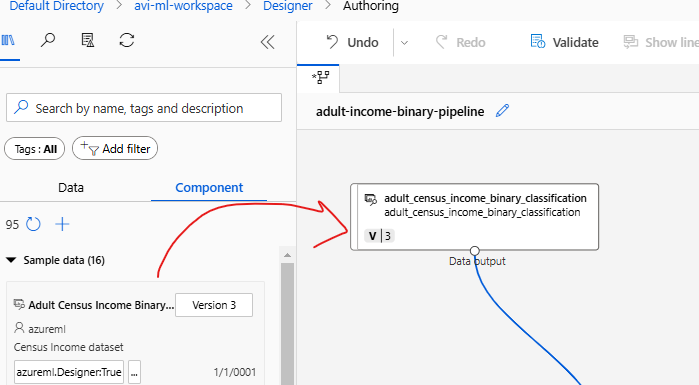 Default Directory > avi-ml-workspace > Designer > Authoring
Undo Redo Validate Show line
Search by name, tags and description
Tags : All Add filter
Data Component
95
Sample data (16)
Adult Census Income Binary... Version 3
azureml
Census Income dataset
azureml.Designer:True ... 1/1/0001
adult-income-binary-pipeline
adult_census_income_binary_classification
adult_census_income_binary_classification
V | 3
Data output